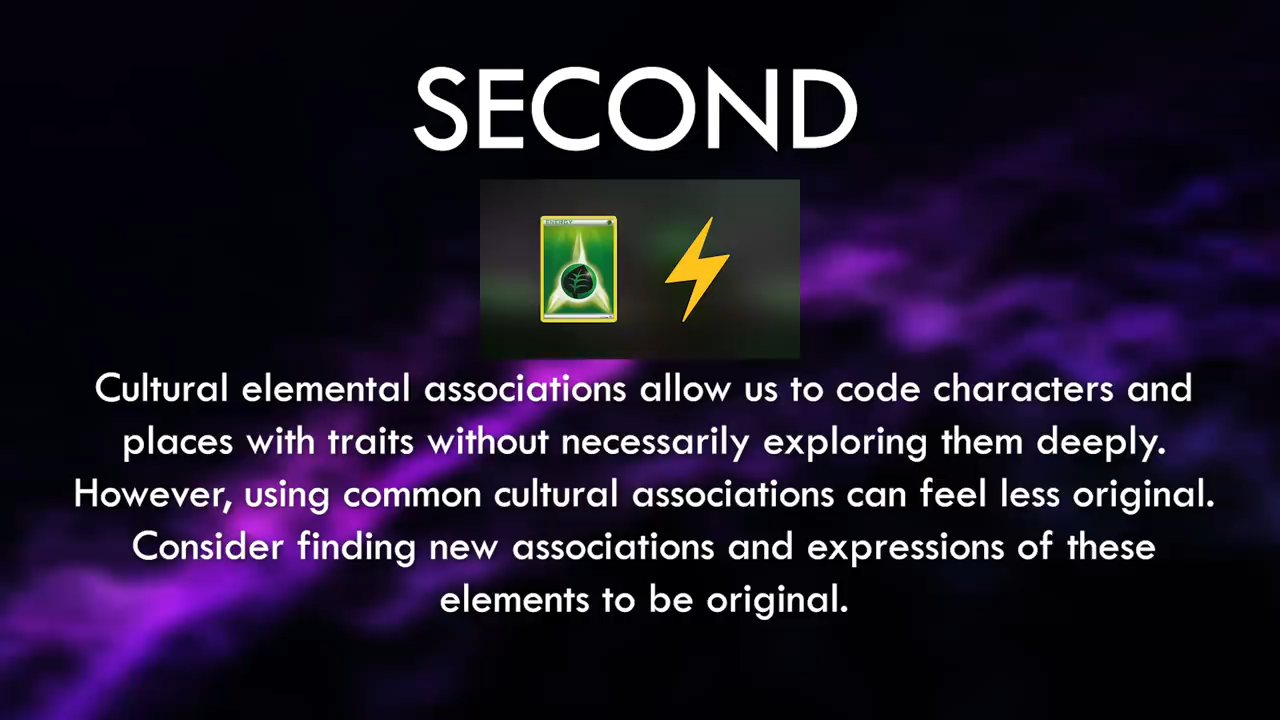 SECOND
ENERGY
Cultural elemental associations allow us to code characters and
places with traits without necessarily exploring them deeply.
However, using common cultural associations can feel less original.
Consider finding new associations and expressions of these
elements to be original.